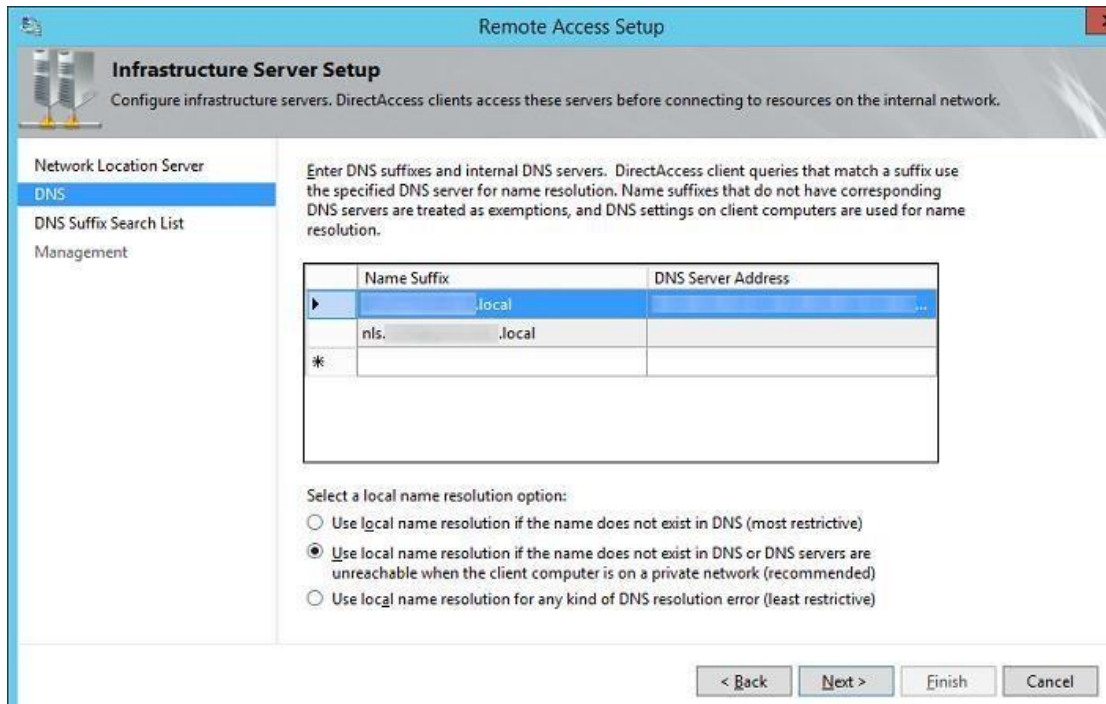 Remote Access Setup
Infrastructure Server Setup
Configure infrastructure servers. DirectAccess clients access these servers before connecting to resources on the internal network.
Network Location Server
DNS
DNS Suffix Search List
Management
Enter DNS suffixes and internal DNS servers. DirectAccess client queries that match a suffix use
the specified DNS server for name resolution. Name suffixes that do not have corresponding
DNS servers are treated as exemptions, and DNS settings on client computers are used for name
resolution.
Name Suffix DNS Server Address
.local ...
nls. .local
Select a local name resolution option:
Use local name resolution if the name does not exist in DNS (most restrictive)
Use local name resolution if the name does not exist in DNS or DNS servers are
unreachable when the client computer is on a private network (recommended)
Use local name resolution for any kind of DNS resolution error (least restrictive)
< Back Next > Finish Cancel